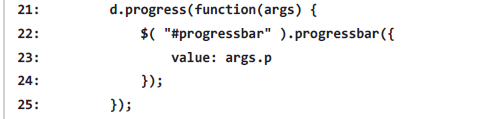 21:         d.progress(function(args) {
22:             $( "#progressbar" ).progressbar({
23:                 value: args.p
24:             });
25:         });